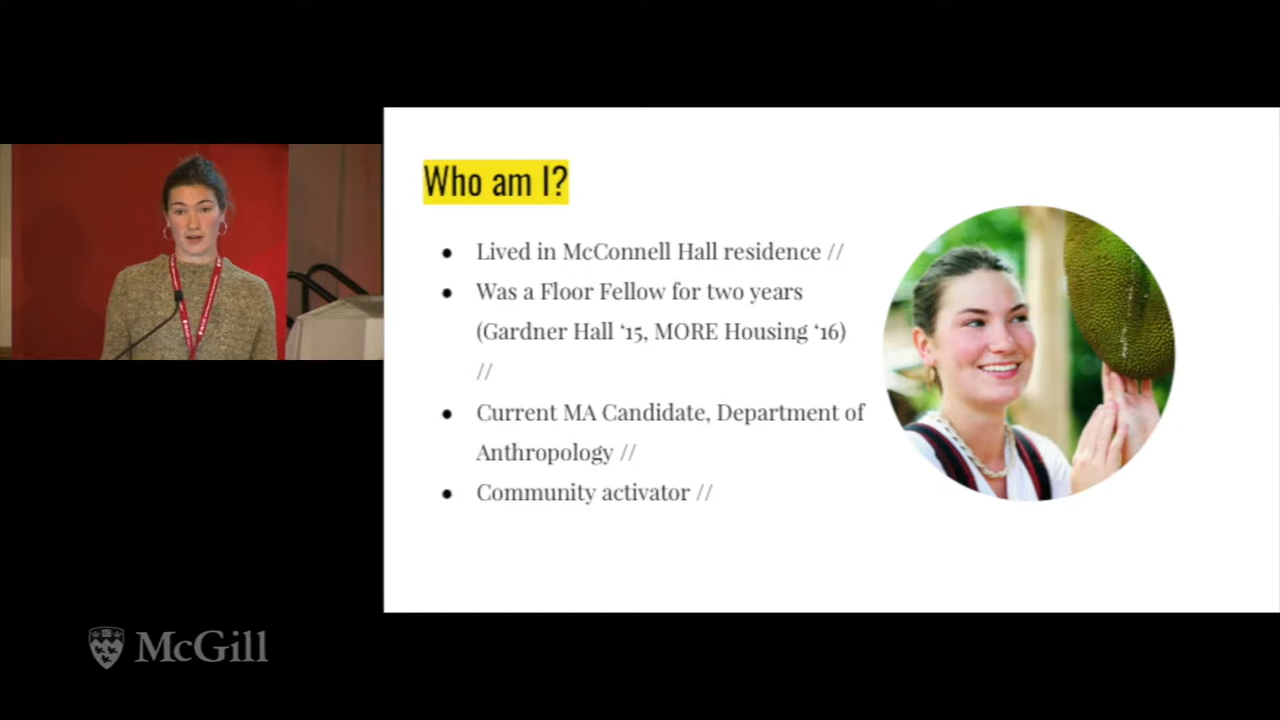 Who am I?
● Lived in McConnell Hall residence //
● Was a Floor Fellow for two years
(Gardner Hall ‘15, MORE Housing ‘16)
//
● Current MA Candidate, Department of
Anthropology //
● Community activator //
McGill